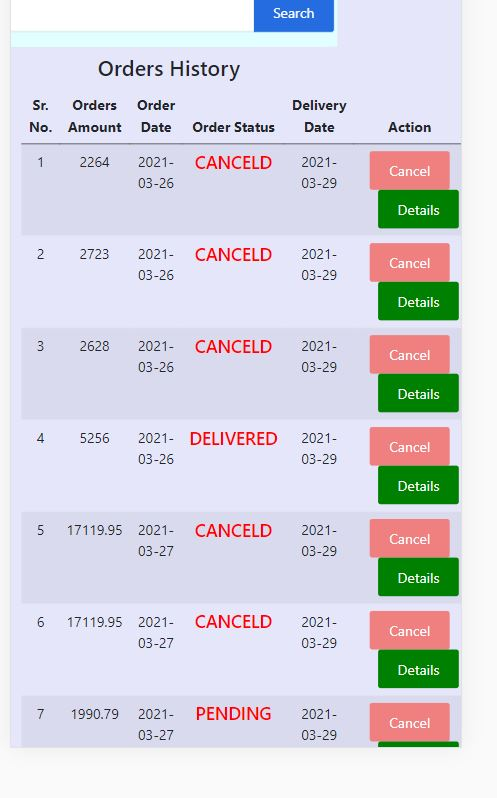 Search
Orders History
Sr. Orders Order Delivery
No. Amount Date Order Status Date Action
1 2264 2021- CANCELD 2021- Cancel
03-26 03-29
Details
2 2723 2021- CANCELD 2021- Cancel
03-26 03-29
Details
3 2628 2021- CANCELD 2021- Cancel
03-26 03-29
Details
4 5256 2021- DELIVERED 2021- Cancel
03-26 03-29
Details
5 17119.95 2021- CANCELD 2021- Cancel
03-27 03-29
Details
6 17119.95 2021- CANCELD 2021- Cancel
03-27 03-29
Details
7 1990.79 2021- PENDING 2021- Cancel
03-27 03-29